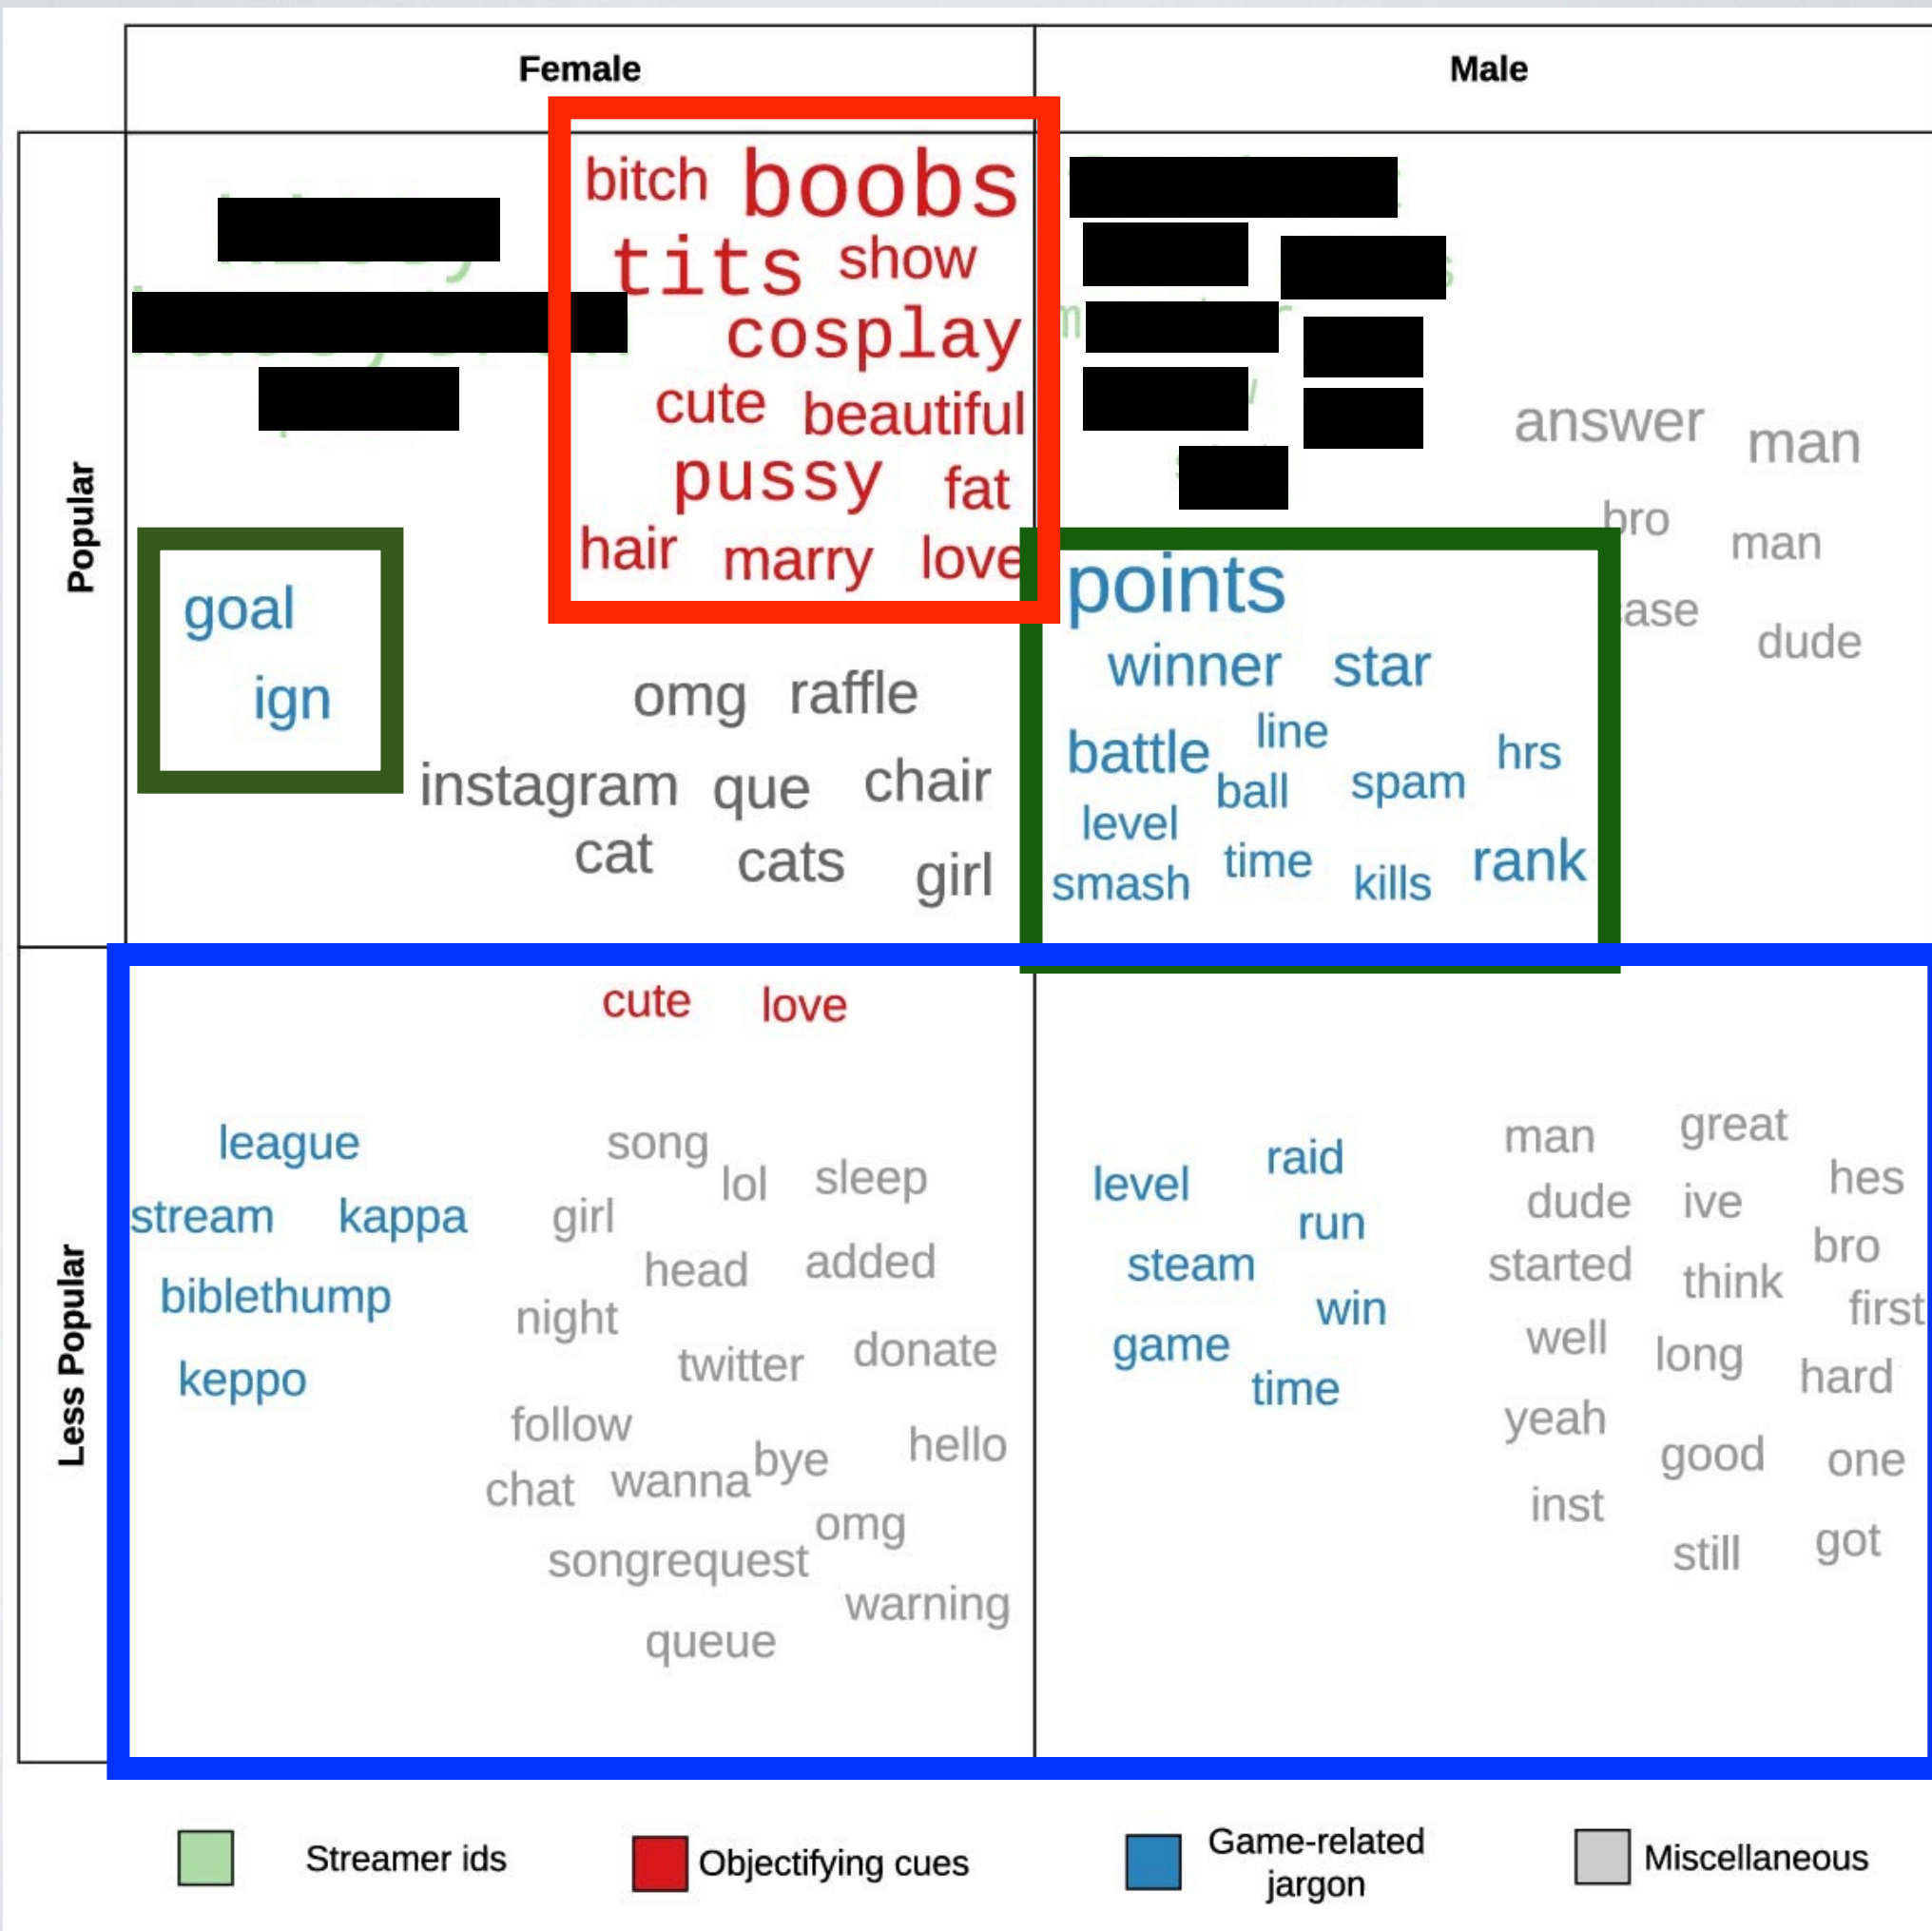 Female
Male
Popular
bitch boobs
tits show
cosplay
cute beautiful
pussy fat
hair marry love
goal
ign
omg raffle
instagram que chair
cat cats girl
answer man
bro man
dude
points
winner star
battle line hrs
ball spam
level
smash time kills rank
Less Popular
cute love
league
stream kappa
biblethump
keppo
song lol sleep
girl
head added
night
twitter donate
follow
chat wanna bye hello
omg
songrequest
warning
queue
level raid
run
steam
win
game
time
man great
dude ive hes
started think bro
first
well long hard
yeah
good one
inst
still got
Streamer ids
Objectifying cues
Game-related
jargon
Miscellaneous